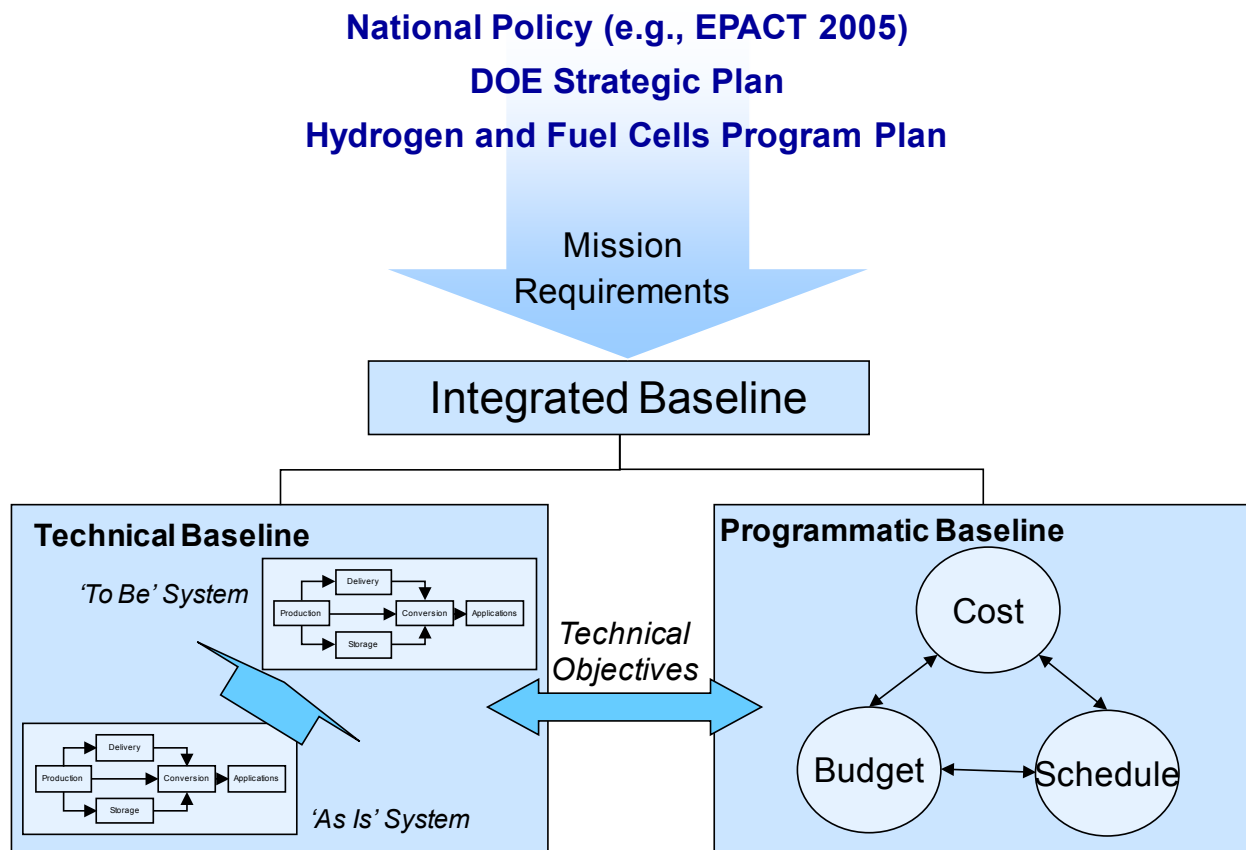 National Policy (e.g., EPACT 2005)
DOE Strategic Plan
Hydrogen and Fuel Cells Program Plan
Mission
Requirements
Integrated Baseline
Technical Baseline
‘To Be’ System
Delivery
Production
Conversion
Applications
Storage
Delivery
Production
Conversion
Applications
Storage
‘As Is’ System
Technical
Objectives
Programmatic Baseline
Cost
Budget
Schedule